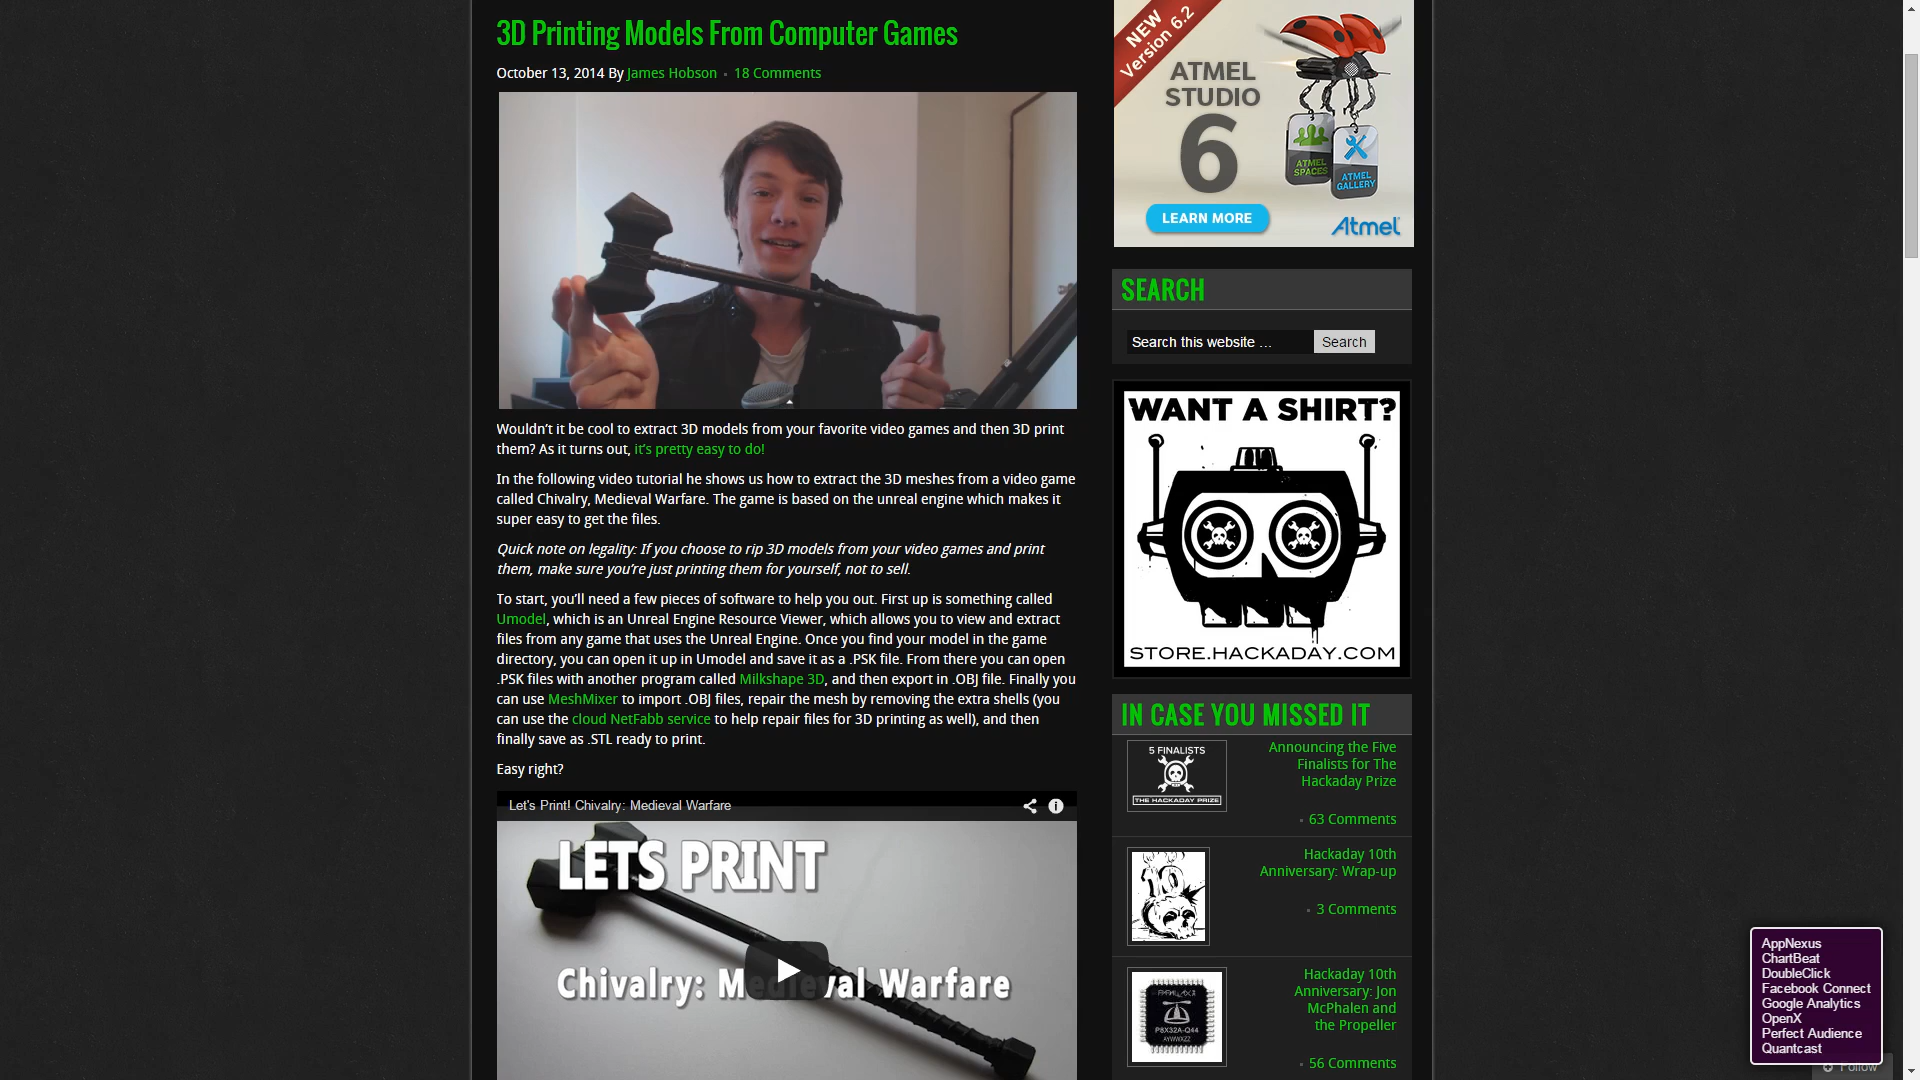 3D Printing Models From Computer Games
October 13, 2014 By James Hobson • 18 Comments
Wouldn't it be cool to extract 3D models from your favorite video games and then 3D print
them? As it turns out, it's pretty easy to do!
In the following video tutorial he shows us how to extract the 3D meshes from a video game
called Chivalry, Medieval Warfare. The game is based on the unreal engine which makes it
super easy to get the files.
Quick note on legality: If you choose to rip 3D models from your video games and print
them, make sure you're just printing them for yourself, not to sell.
To start, you'll need a few pieces of software to help you out. First up is something called
Umodel, which is an Unreal Engine Resource Viewer, which allows you to view and extract
files from any game that uses the Unreal Engine. Once you find your model in the game
directory, you can open it up in Umodel and save it as a .PSK file. From there you can open
.PSK files with another program called Milkshape 3D, and then export in .OBJ file. Finally you
can use MeshMixer to import .OBJ files, repair the mesh by removing the extra shells (you
can use the cloud NetFabb service to help repair files for 3D printing as well), and then
finally save as .STL ready to print.
Easy right?
Let's Print! Chivalry: Medieval Warfare
LETS PRINT
Chivalry: Medieval Warfare
NEW
Version 6.2
ATMEL
STUDIO
6
ATMEL
SPACES
ATMEL
GALLERY
LEARN MORE
Atmel
SEARCH
Search this website ...
Search
WANT A SHIRT?
STORE.HACKADAY.COM
IN CASE YOU MISSED IT
5 FINALISTS
THE HACKADAY PRIZE
Announcing the Five
Finalists for The
Hackaday Prize
• 63 Comments
10
Hackaday 10th
Anniversary: Wrap-up
• 3 Comments
P8X32A-Q44
Hackaday 10th
Anniversary: Jon
McPhalen and
the Propeller
• 56 Comments
AppNexus
ChartBeat
DoubleClick
Facebook Connect
Google Analytics
OpenX
Perfect Audience
Quantcast
Follow